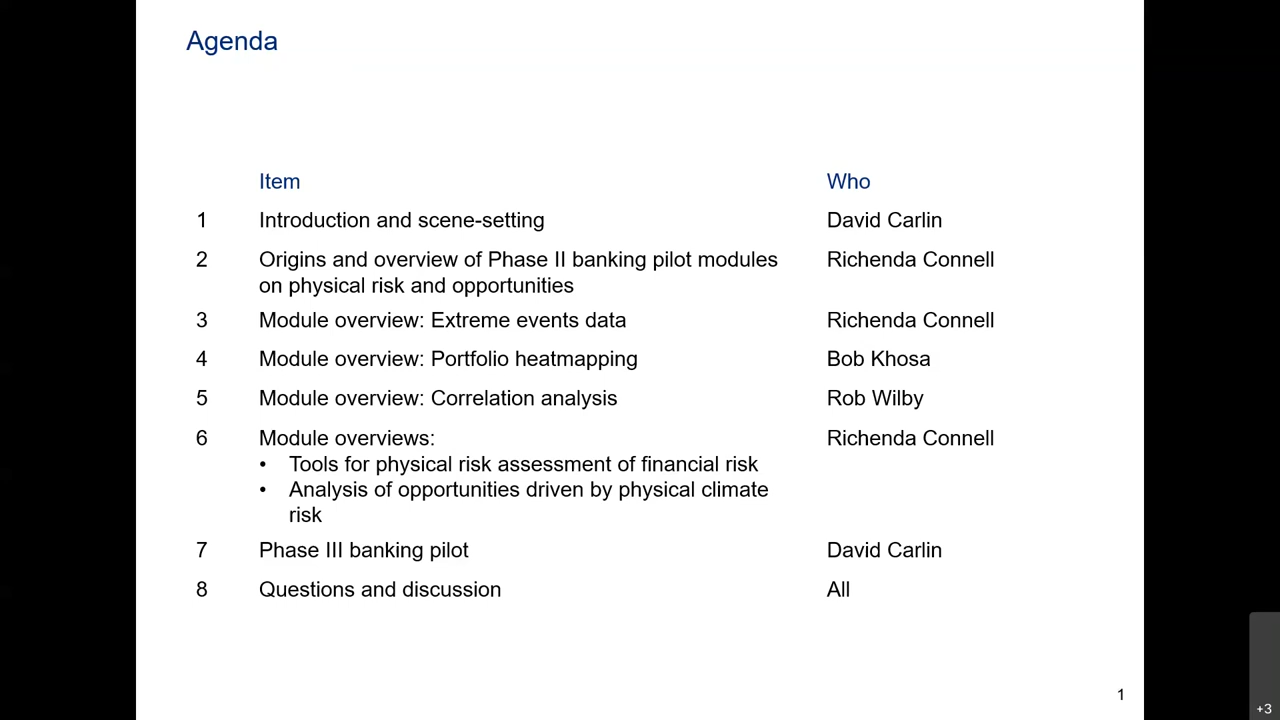 Agenda
Item Who
1 Introduction and scene-setting David Carlin
2 Origins and overview of Phase II banking pilot modules Richenda Connell
on physical risk and opportunities
3 Module overview: Extreme events data Richenda Connell
4 Module overview: Portfolio heatmapping Bob Khosa
5 Module overview: Correlation analysis Rob Wilby
6 Module overviews: Richenda Connell
• Tools for physical risk assessment of financial risk
• Analysis of opportunities driven by physical climate
risk
7 Phase III banking pilot David Carlin
8 Questions and discussion All
1
+3